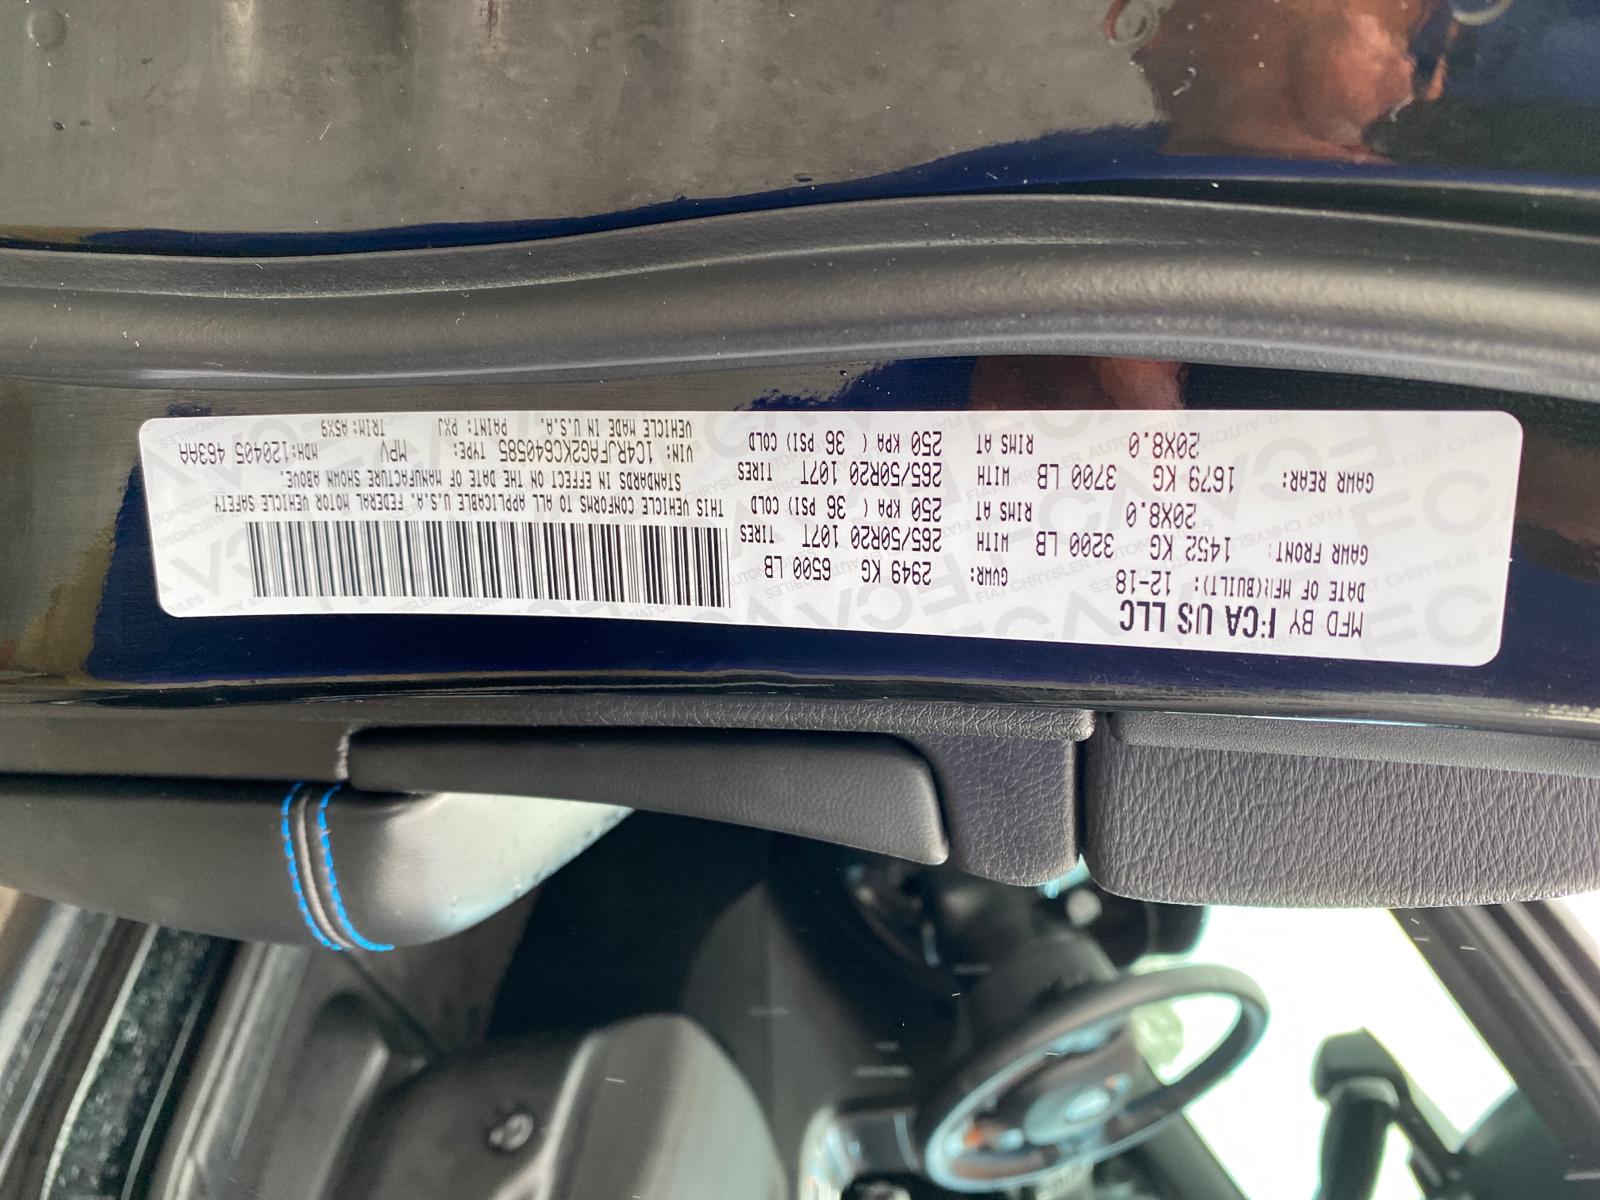 MFD BY FCA US LLC
DATE OF MFR(BUILT): 12-18 GVWR: 2949 KG 6500 LB
GAWR FRONT: 1452 KG 3200 LB WITH 265/50R20 107T TIRES
20X8.0 RIMS AT 250 KPA ( 36 PSI) COLD
GAWR REAR: 1679 KG 3700 LB WITH 265/50R20 107T TIRES
20X8.0 RIMS AT 250 KPA ( 36 PSI) COLD
THIS VEHICLE CONFORMS TO ALL APPLICABLE U.S.A. FEDERAL MOTOR VEHICLE SAFETY
STANDARDS IN EFFECT ON THE DATE OF MANUFACTURE SHOWN ABOVE.
VIN: 1C4RJFAG2KC640585 TYPE: MPV MDH:120405 463AA
VEHICLE MADE IN U.S.A. PAINT: PXJ TRIM: A5X9